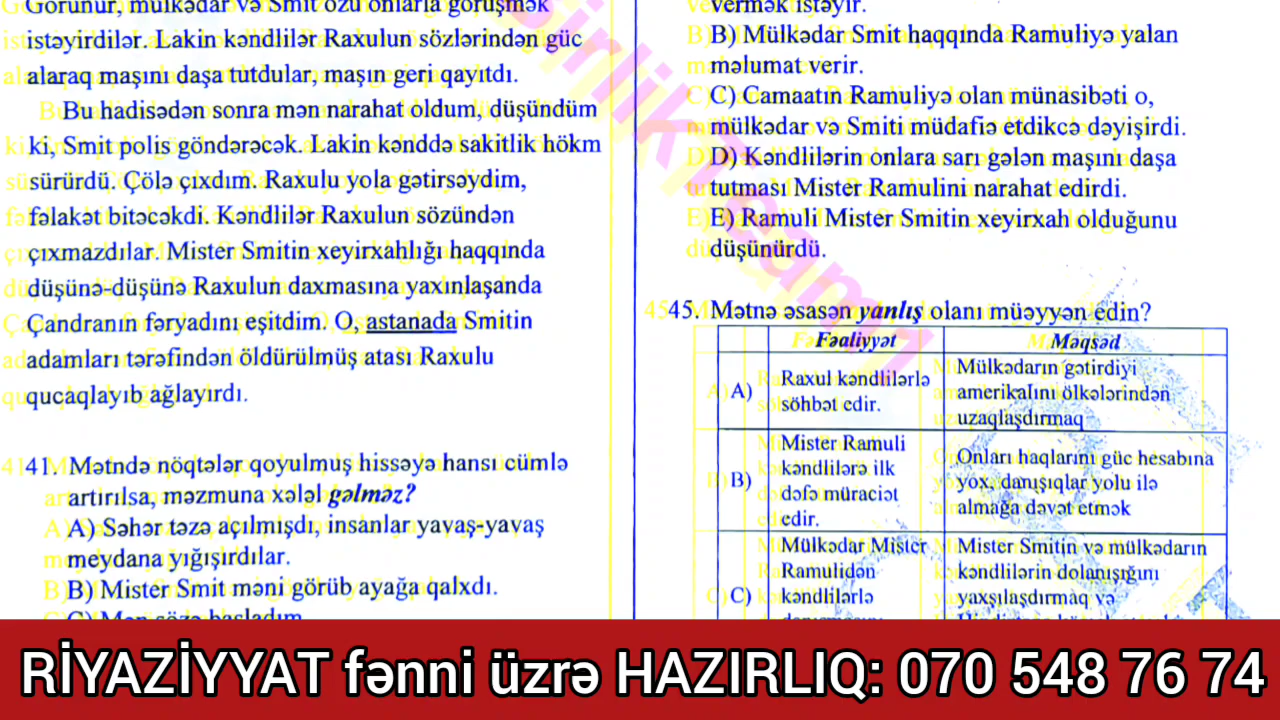 Görünür, mülkədar və Smit özü onlarla görüşmək
istəyirdilər. Lakin kəndlilər Raxulun sözlərindən güc
alaraq maşını daşa tutdular, maşın geri qayıtdı.
Bu hadisədən sonra mən narahat oldum, düşündüm
ki, Smit polis göndərəcək. Lakin kənddə sakitlik hökm
sürürdü. Çölə çıxdım. Raxulu yola gətirsəydim,
fəlakət bitəcəkdi. Kəndlilər Raxulun sözündən
çıxmazdılar. Mister Smitin xeyirxahlığı haqqında
düşünə-düşünə Raxulun daxmasına yaxınlaşanda
Çandranın fəryadını eşitdim. O, astanada Smitin
adamları tərəfindən öldürülmüş atası Raxulu
qucaqlayıb ağlayırdı.
41. Mətndə nöqtələr qoyulmuş hissəyə hansı cümlə
artırılsa, məzmuna xələl gəlməz?
A) Səhər təzə açılmışdı, insanlar yavaş-yavaş
meydana yığışırdılar.
B) Mister Smit məni görüb ayağa qalxdı.
C) Mən sözə başladım
vermək istəyir.
B) Mülkədar Smit haqqında Ramuliyə yalan
məlumat verir.
C) Camaatın Ramuliyə olan münasibəti o,
mülkədar və Smiti müdafiə etdikcə dəyişirdi.
D) Kəndlilərin onlara sarı gələn maşını daşa
tutması Mister Ramulini narahat edirdi.
E) Ramuli Mister Smitin xeyirxah olduğunu
düşünürdü.
45. Mətnə əsasən yanlış olanı müəyyən edin?
Fəaliyyət Məqsəd
A) Raxul kəndlilərlə söhbət edir.
Mülkədarın gətirdiyi amerikalını ölkələrindən uzaqlaşdırmaq
B) Mister Ramuli kəndlilərə ilk dəfə müraciət edir.
Onları haqlarını güc hesabına yox, danışıqlar yolu ilə almağa dəvət etmək
C) Mülkədar Mister Ramulidən kəndlilərlə
Mister Smitin və mülkədarın kəndlilərin dolanışığını yaxşılaşdırmaq və
RİYAZİYYAT fənni üzrə HAZIRLIQ: 070 548 76 74